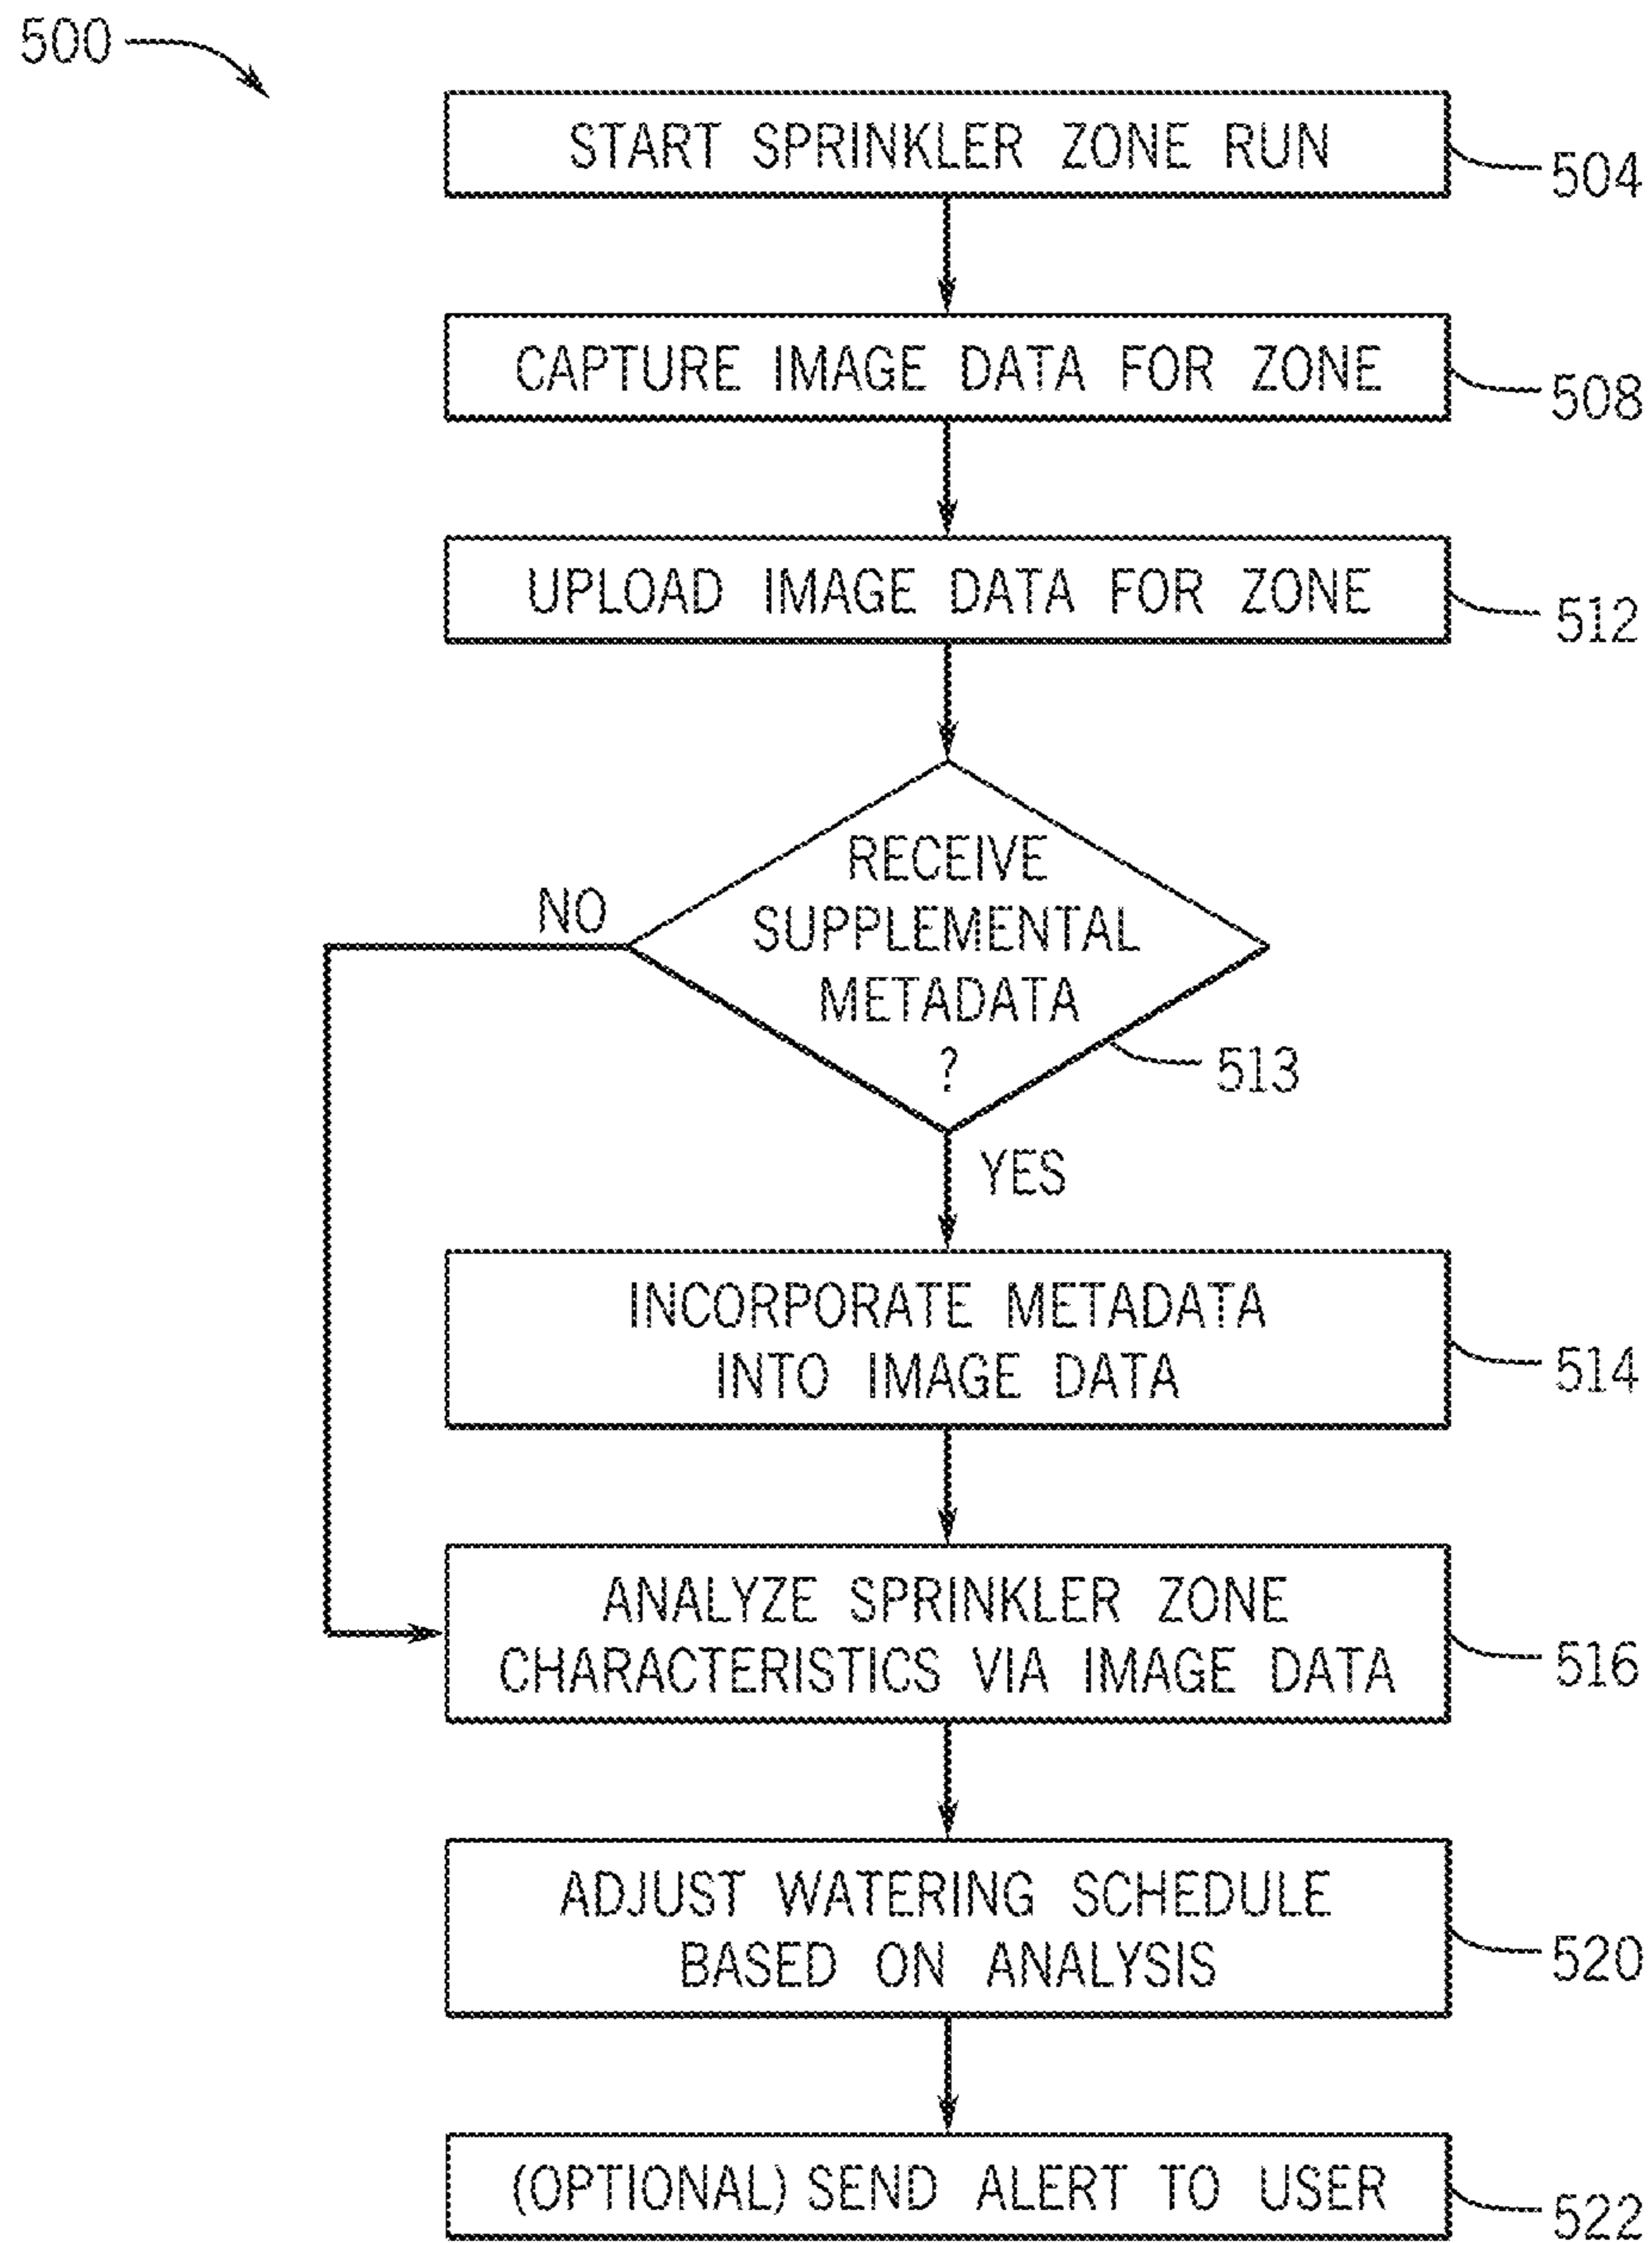 500
START SPRINKLER ZONE RUN
504
CAPTURE IMAGE DATA FOR ZONE
508
UPLOAD IMAGE DATA FOR ZONE
512
RECEIVE
SUPPLEMENTAL
METADATA
?
513
NO
YES
INCORPORATE METADATA
INTO IMAGE DATA
514
ANALYZE SPRINKLER ZONE
CHARACTERISTICS VIA IMAGE DATA
516
ADJUST WATERING SCHEDULE
BASED ON ANALYSIS
520
(OPTIONAL) SEND ALERT TO USER
522